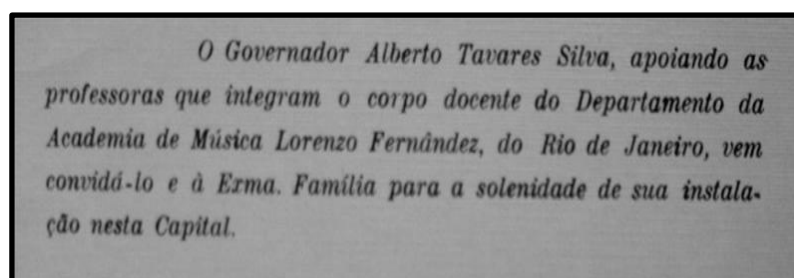 O Governador Alberto Tavares Silva, apoiando as
professoras que integram o corpo docente do Departamento da
Academia de Música Lorenzo Fernândez, do Rio de Janeiro, vem
convidá-lo e à Exma. Família para a solenidade de sua instala-
ção nesta Capital.